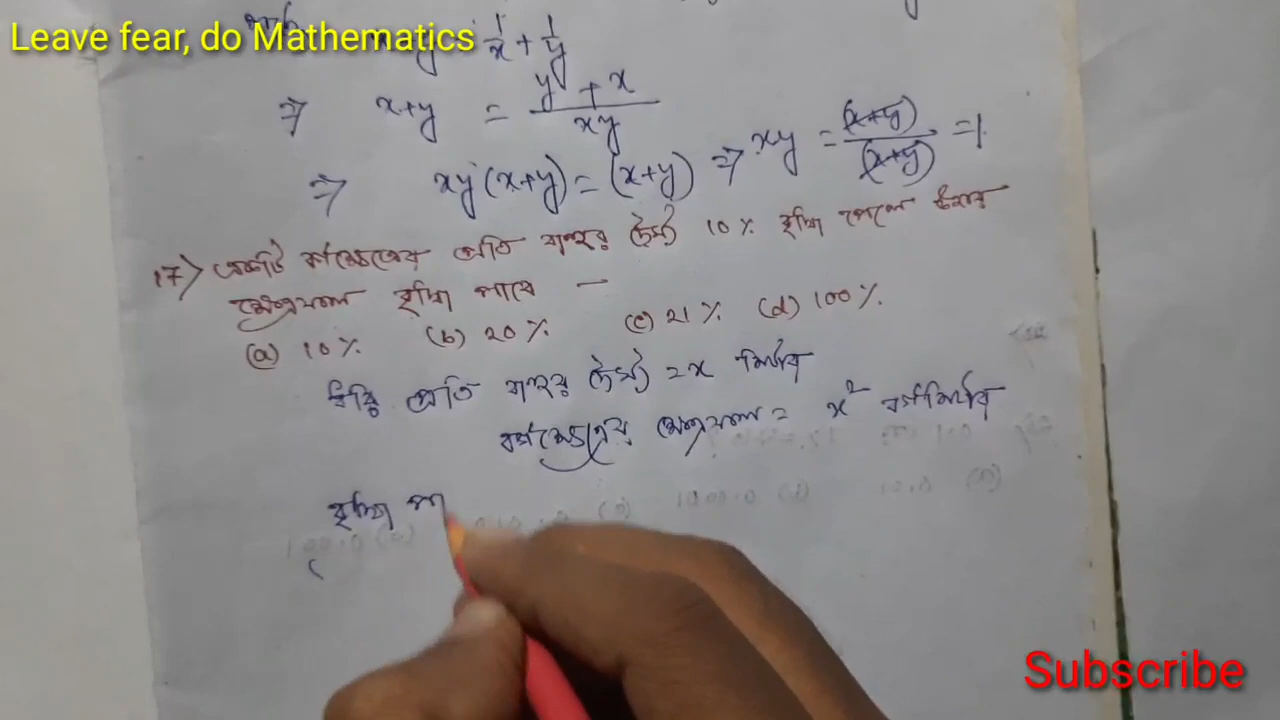 Leave fear, do Mathematics
1/x + 1/y
⇒ x+y = y + x / xy
⇒ xy(x+y) = (x+y) ⇒ xy = (x+y)/(x+y) = 1
17) একটি বর্গক্ষেত্রের প্রতি বাহুর দৈর্ঘ্য 10% বৃদ্ধি পেলে উহার
ক্ষেত্রফল বৃদ্ধি পাবে —
(a) 10% (b) 20% (c) 21% (d) 100%
ধরি প্রতি বাহুর দৈর্ঘ্য = x মিটার
বর্গক্ষেত্রের ক্ষেত্রফল = x² বর্গমিটার
বৃদ্ধি
Subscribe